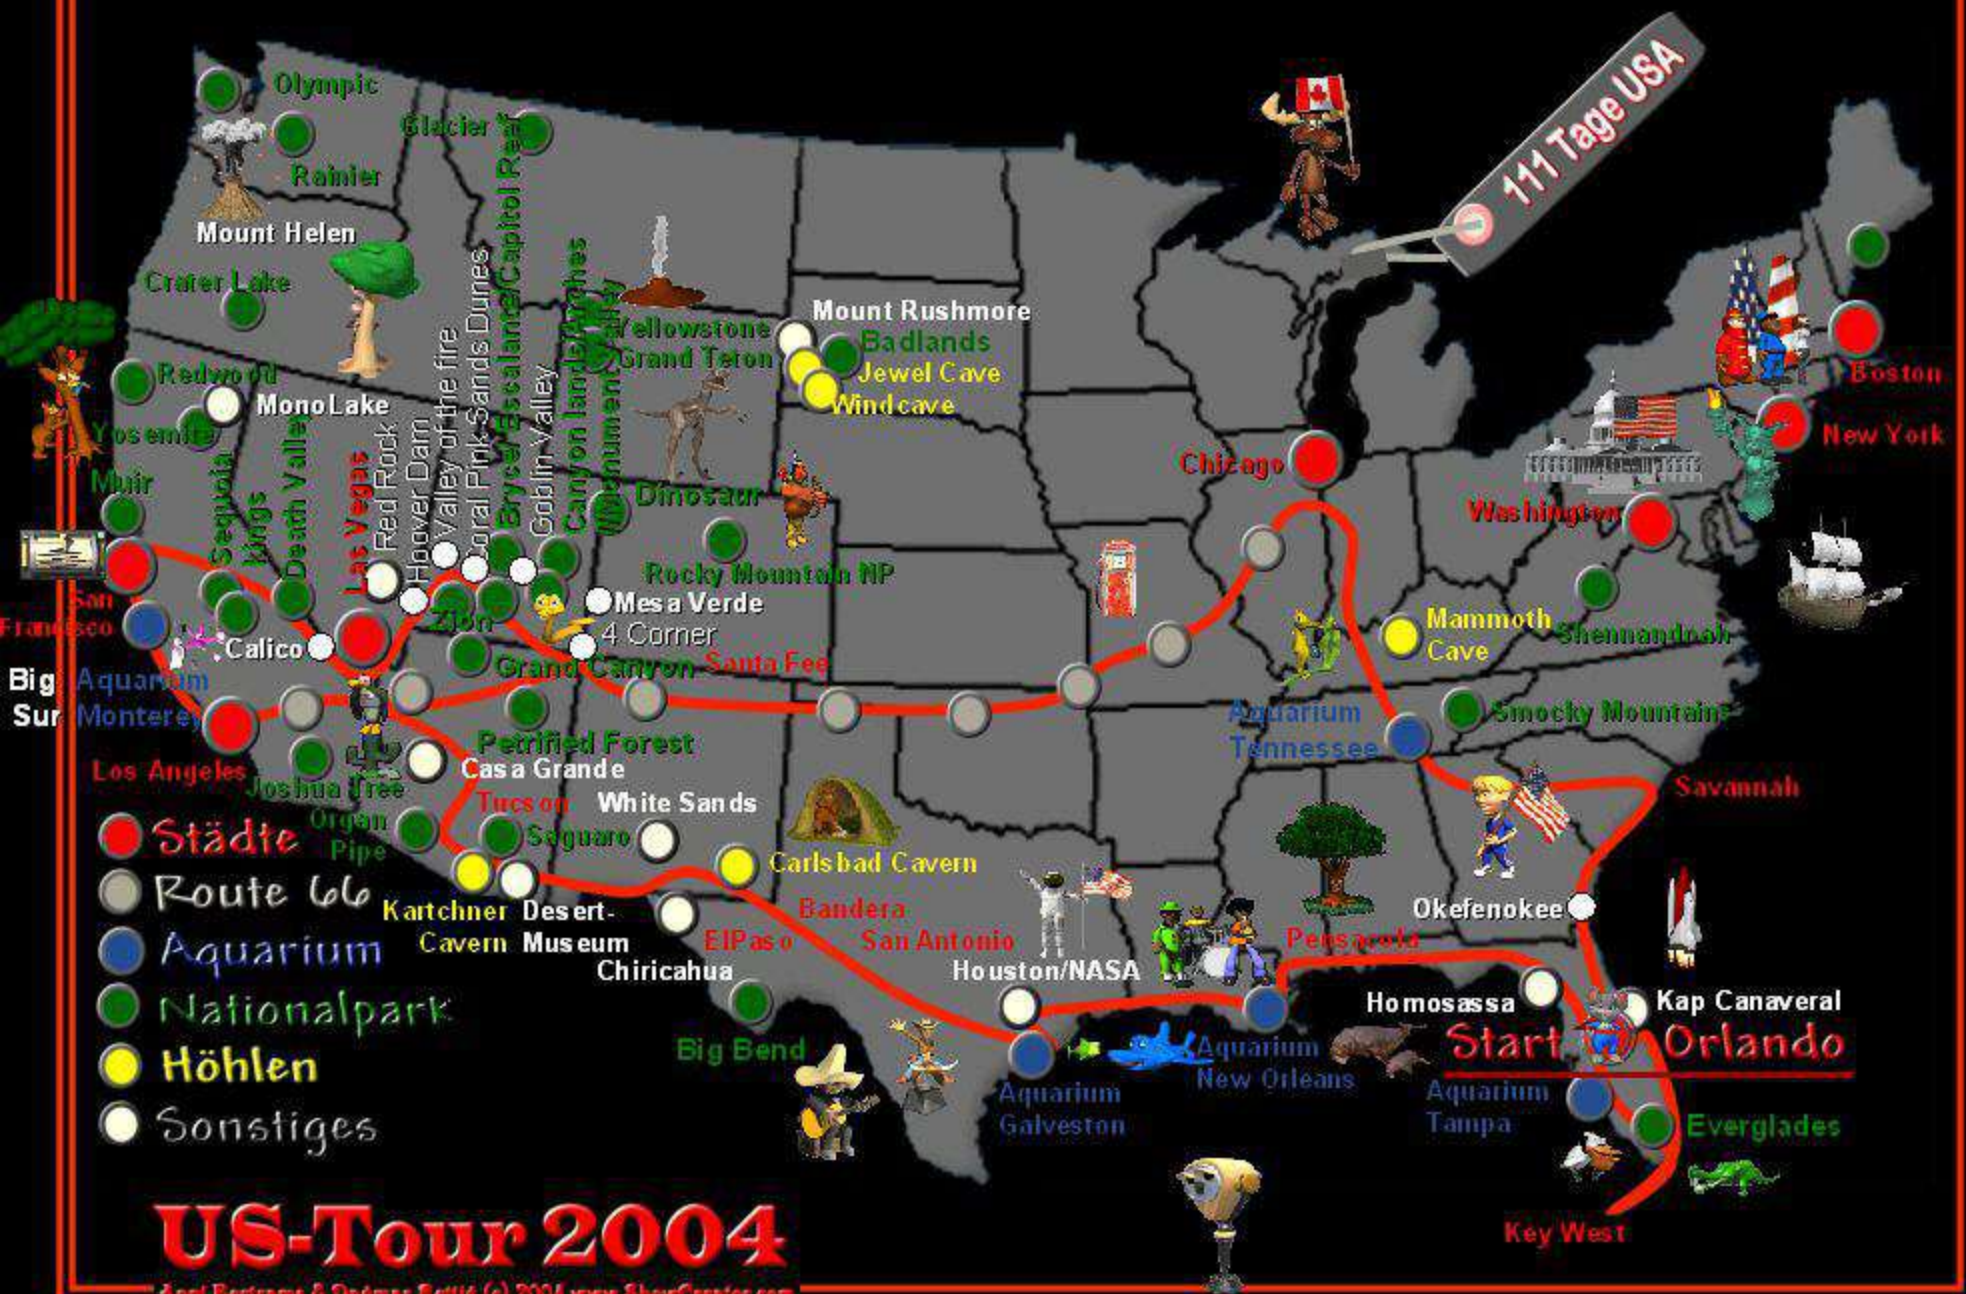 111 Tage USA
Olympic
Glacier
Rainier
Mount Helen
Crater Lake
Yellowstone
Grand Teton
Mount Rushmore
Badlands
Jewel Cave
Windcave
Redwood
MonoLake
Yosemite
Muir
Sequoia
Kings
Death Valley
Las Vegas
Red Rock
Hoover Dam
Valley of the fire
Coral Pink Sands Dunes
Bryce/Escalande/Capitol Reef
Goblin Valley
Canyon lands/Arches
Monument Valley
Dinosaur
Rocky Mountain NP
Mesa Verde
4 Corner
Zion
Grand Canyon
Santa Fee
Calico
San
Francisco
Big
Sur
Aquarium
Monterey
Los Angeles
Joshua Tree
Petrified Forest
Casa Grande
Tucson
White Sands
Organ
Pipe
Saguaro
Carlsbad Cavern
Kartchner
Cavern
Desert-
Museum
Chiricahua
ElPaso
Bandera
San Antonio
Big Bend
Houston/NASA
Aquarium
Galveston
Aquarium
New Orleans
Pensacola
Chicago
Boston
New York
Washington
Mammoth
Cave
Shennandoah
Smocky Mountains
Aquarium
Tennessee
Savannah
Okefenokee
Homosassa
Kap Canaveral
Start Orlando
Aquarium
Tampa
Everglades
Key West
Städte
Route 66
Aquarium
Nationalpark
Höhlen
Sonstiges
US-Tour 2004